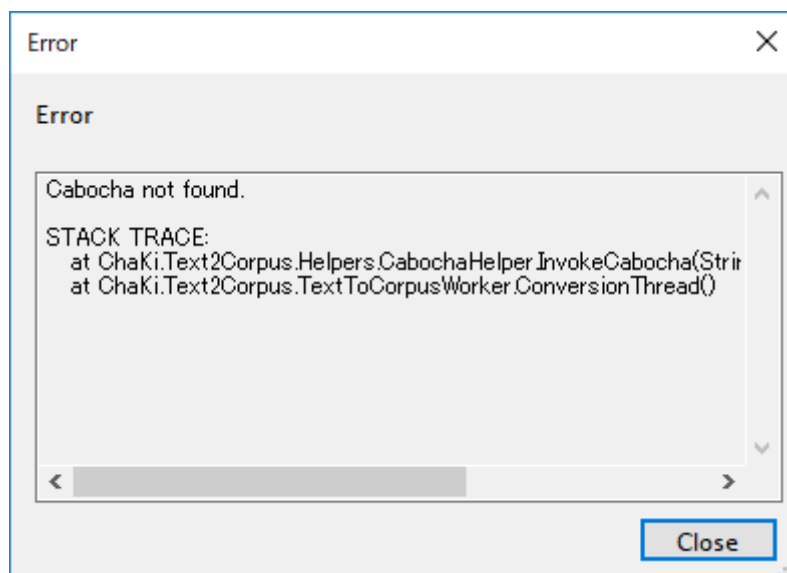 Error
Error
Cabocha not found.
STACK TRACE:
at ChaKi.Text2Corpus.Helpers.CabochaHelper.InvokeCabocha(Strin
at ChaKi.Text2Corpus.TextToCorpusWorker.ConversionThread()
Close